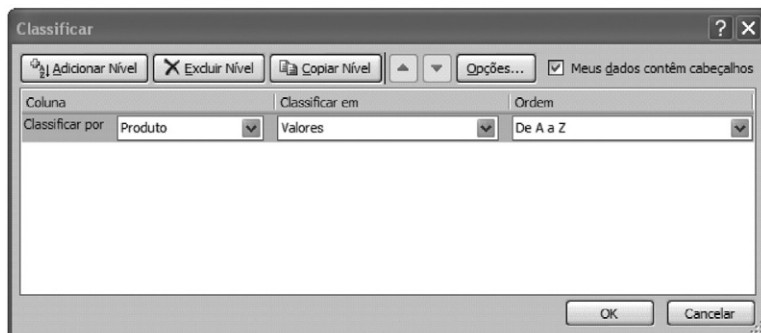 Classificar
Adicionar Nível Excluir Nível Copiar Nível Opções... Meus dados contêm cabeçalhos
Coluna Classificar em Ordem
Classificar por Produto Valores De A a Z
OK Cancelar